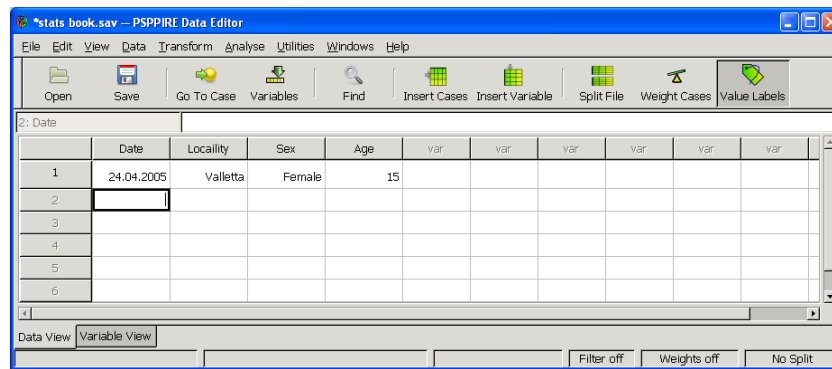 *stats book.sav — PSPPIRE Data Editor
File Edit View Data Transform Analyse Utilities Windows Help
Open Save Go To Case Variables Find Insert Cases Insert Variable Split File Weight Cases Value Labels
2: Date
Date Locaility Sex Age var var var var var var
1 24.04.2005 Valletta Female 15
2
3
4
5
6
Data View Variable View
Filter off Weights off No Split